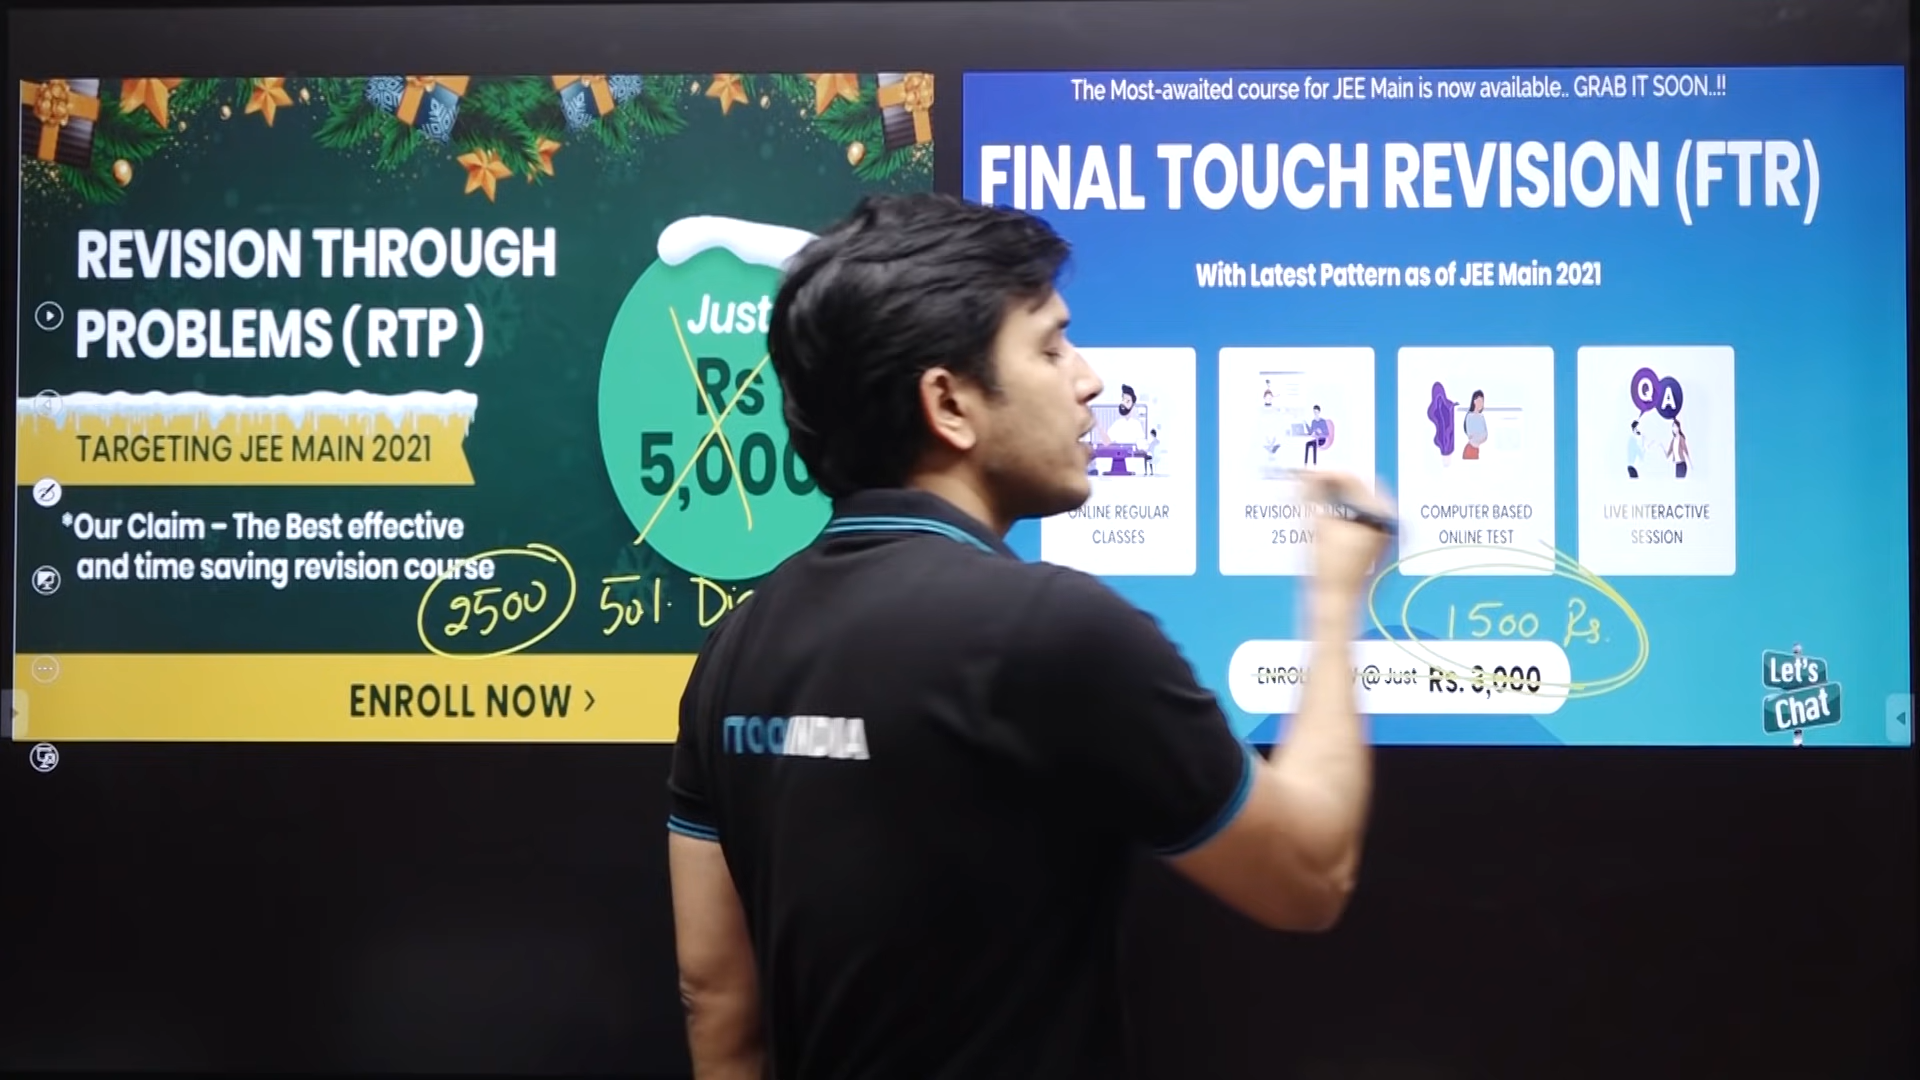 REVISION THROUGH
PROBLEMS (RTP)
TARGETING JEE MAIN 2021
*Our Claim – The Best effective
and time saving revision course
Just
Rs
5,000
2500
50%
ENROLL NOW ›
The Most-awaited course for JEE Main is now available.. GRAB IT SOON..!!
FINAL TOUCH REVISION (FTR)
With Latest Pattern as of JEE Main 2021
ONLINE REGULAR
CLASSES
REVISION
25
COMPUTER BASED
ONLINE TEST
Q A
LIVE INTERACTIVE
SESSION
1500 Rs.
@ Just Rs. 3,000
Let's
Chat
INDIA